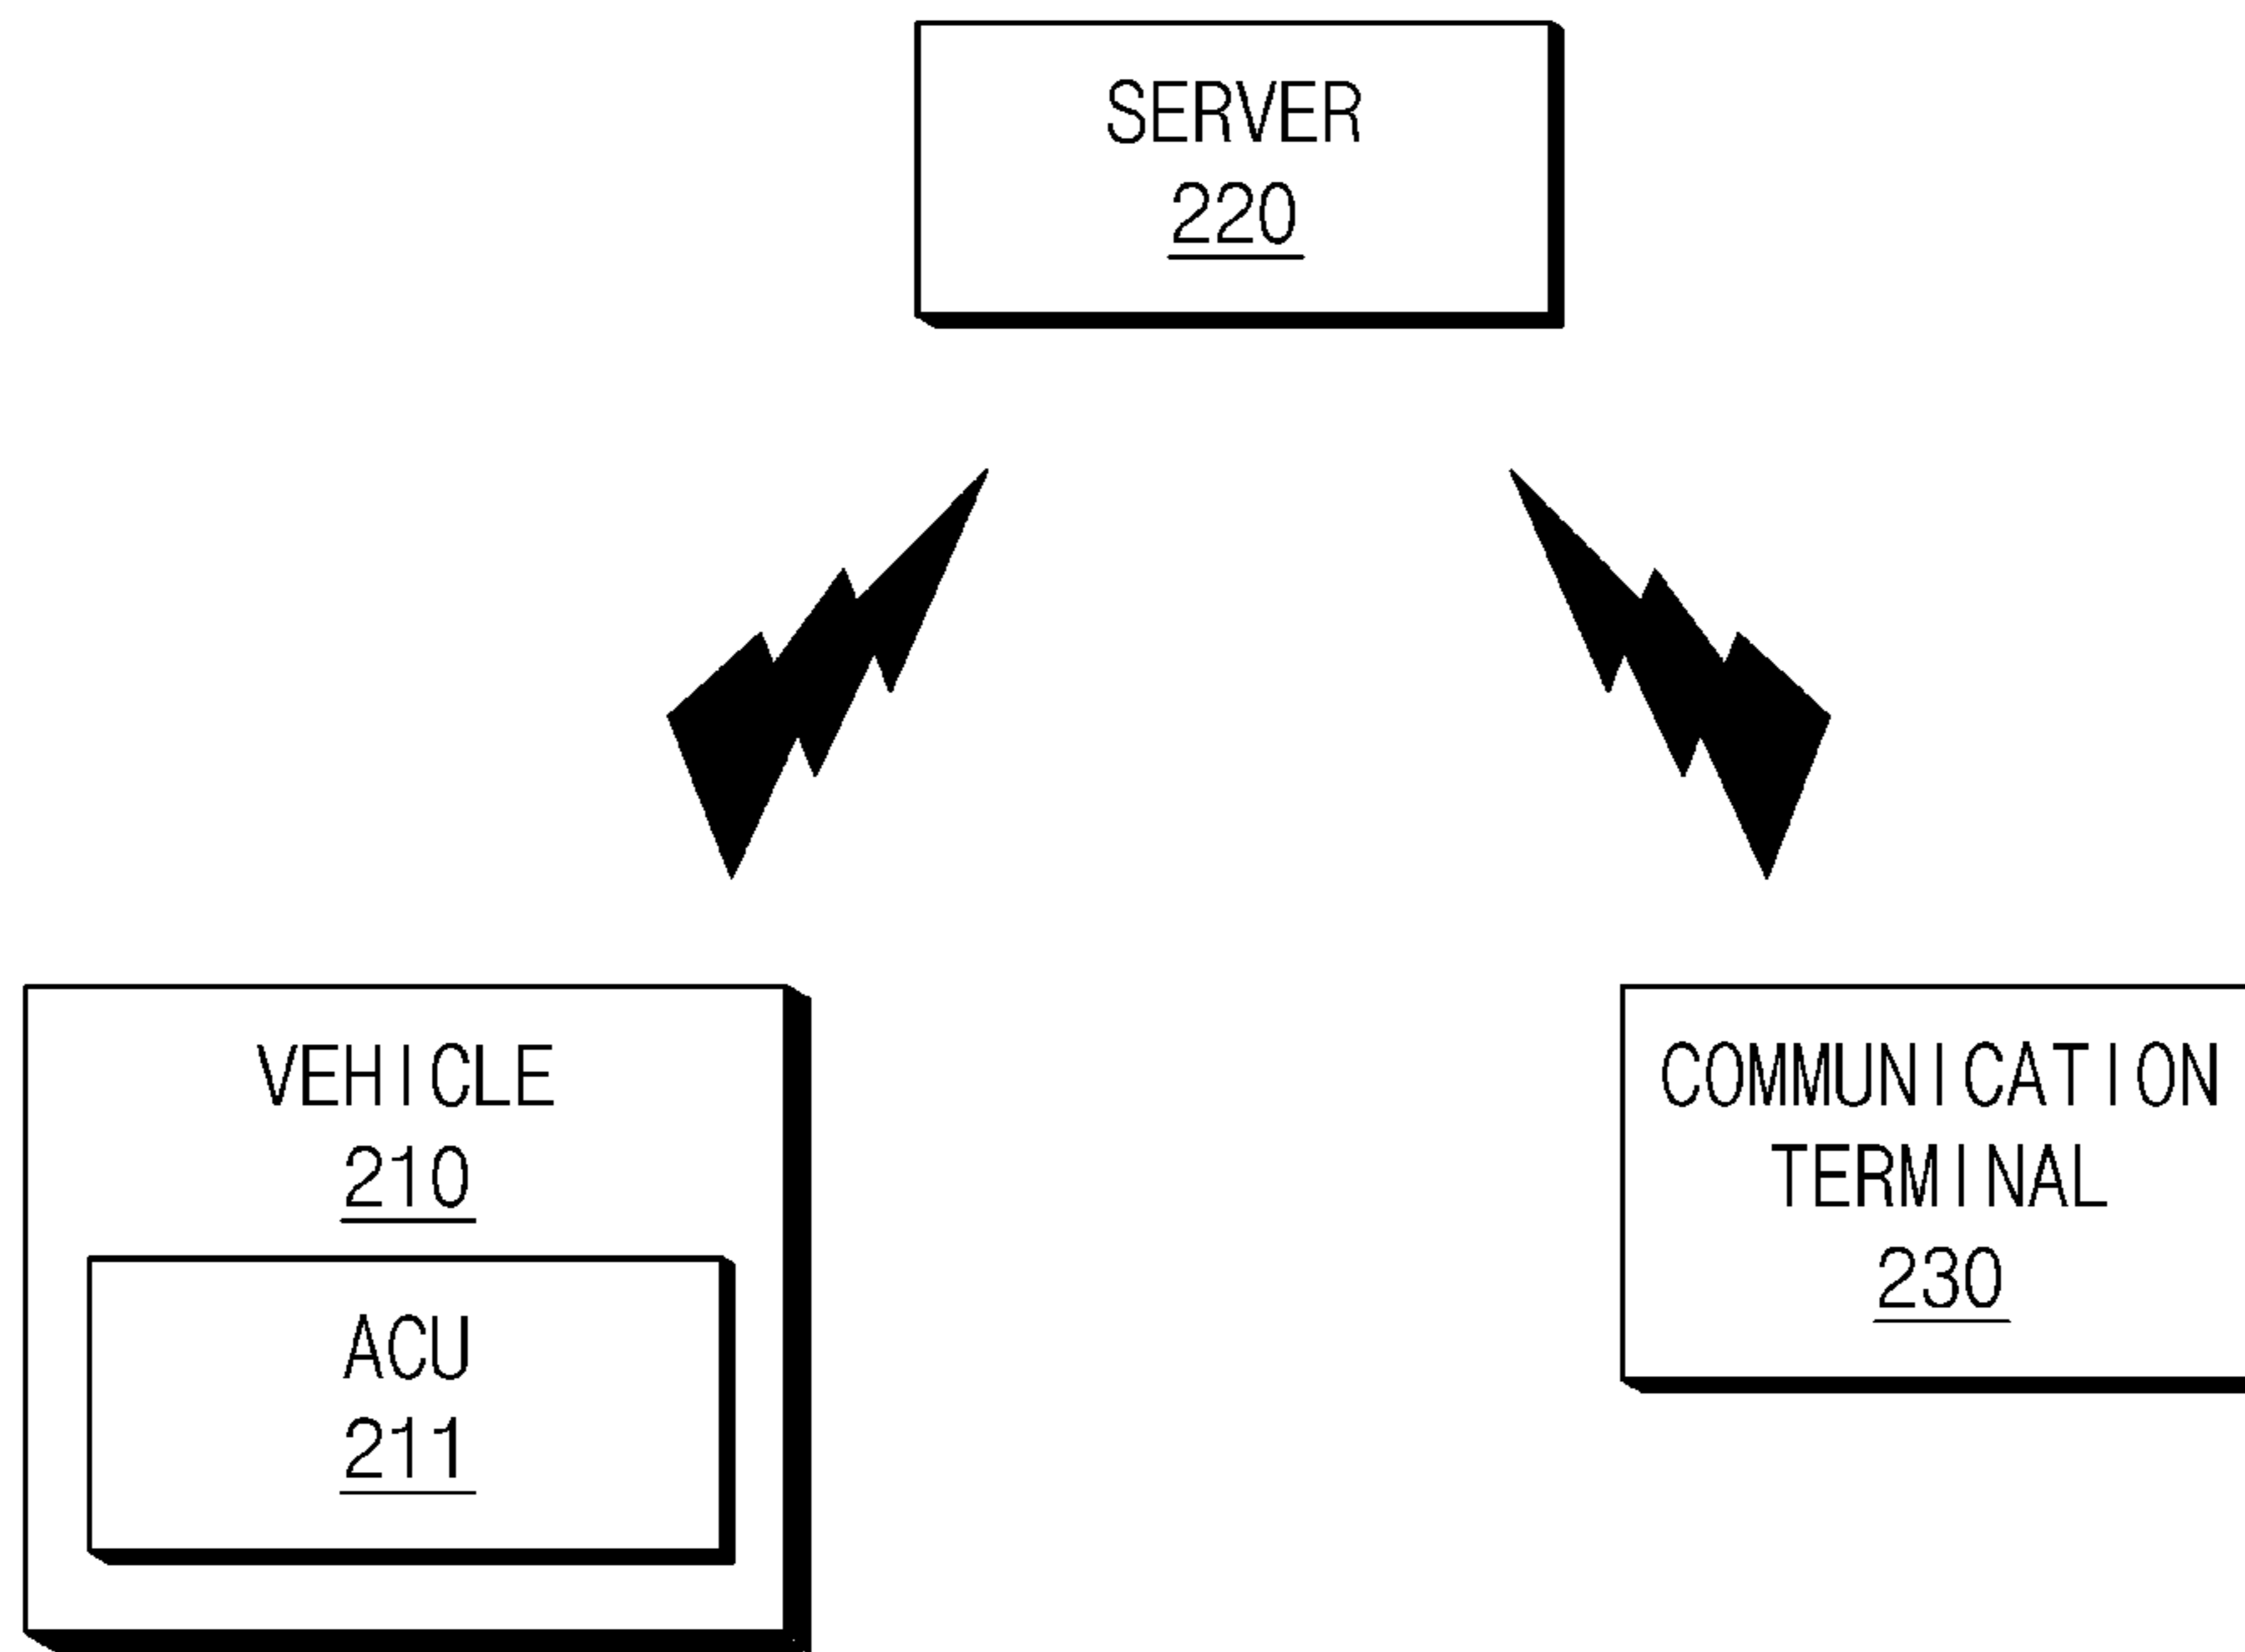 SERVER
220
VEHICLE
210
ACU
211
COMMUNICATION
TERMINAL
230